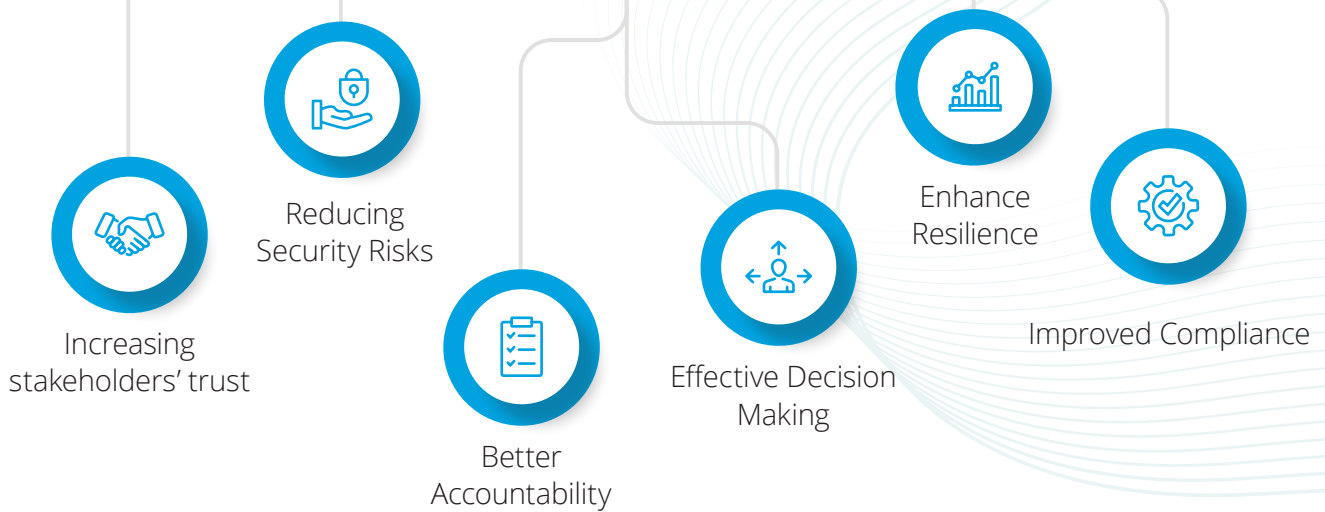 Increasing
stakeholders’ trust
Reducing
Security Risks
Better
Accountability
Effective Decision
Making
Enhance
Resilience
Improved Compliance